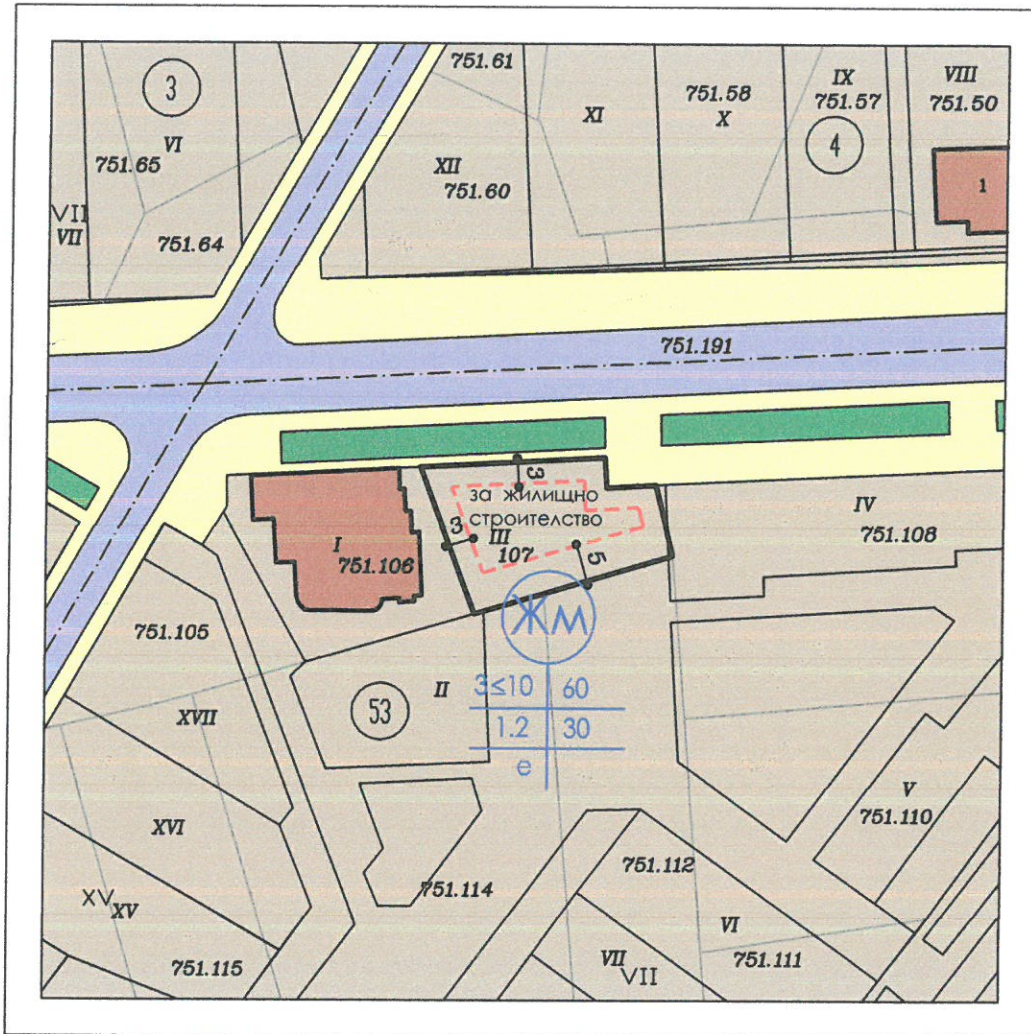 751.61
3
751.58
X
IX
751.57
VIII
751.50
XI
VI
751.65
XII
751.60
4
1
VII
VII
751.64
751.191
3
за жилищно
строителство
IV
751.108
3
III
107
5
I
751.106
Жм
751.105
II
3≤10 60
53
1.2 30
XVII
е
V
751.110
XVI
751.112
751.114
XV
XV
VI
751.111
VII
VII
751.115